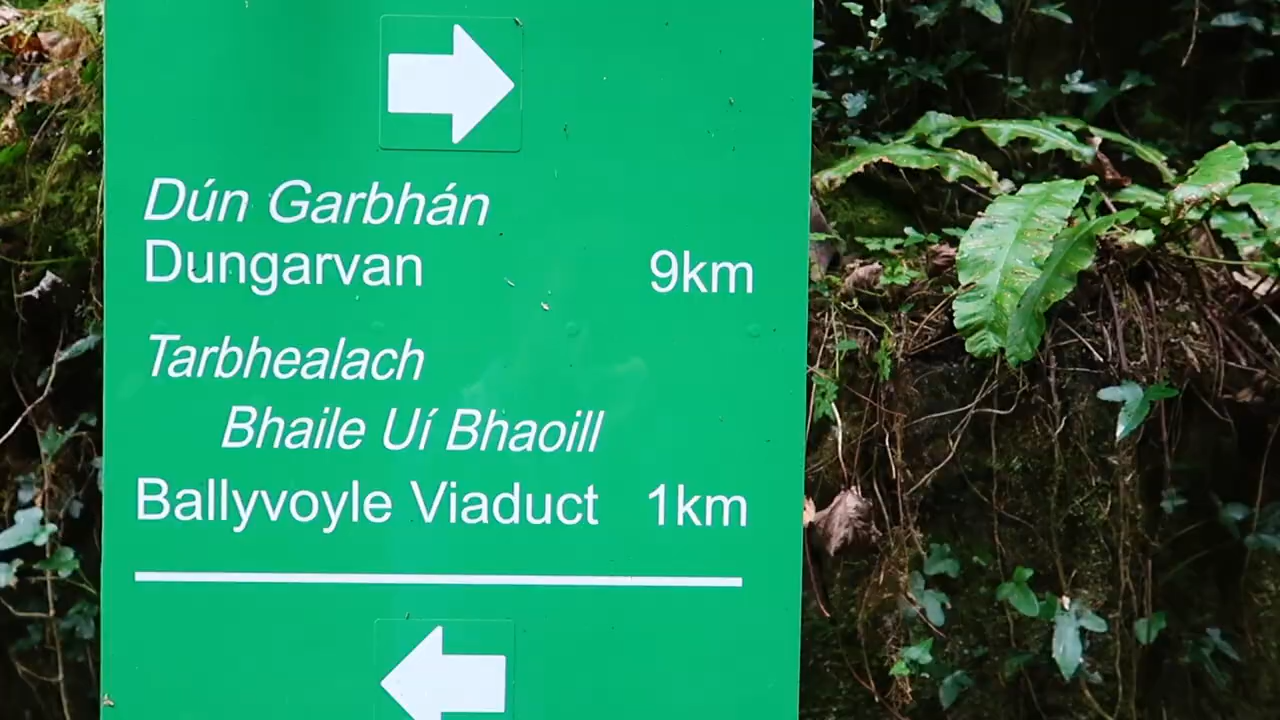 Dún Garbhán
Dungarvan 9km
Tarbhealach
Bhaile Uí Bhaoill
Ballyvoyle Viaduct 1km